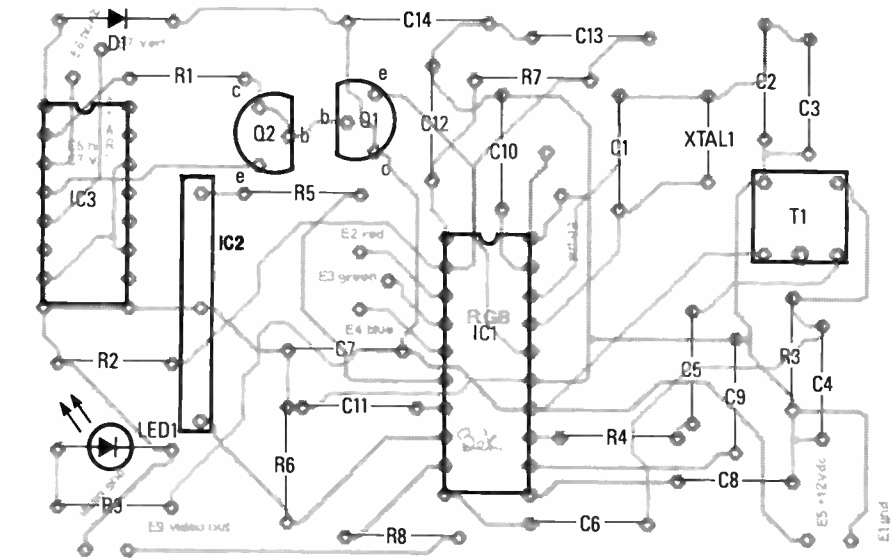 C14
D1
C13
R1
R7
C2
C3
c
e
Q2
b
b
Q1
C12
C10
C1
XTAL1
IC3
e
R5
T1
E2 red
IC2
E3 green
RGB
IC1
E4 blue
R2
C7
C5
R3
C4
C9
C11
LED1
R4
R6
C8
E5 +12vdc
E9 video out
R8
C6
E1 gnd